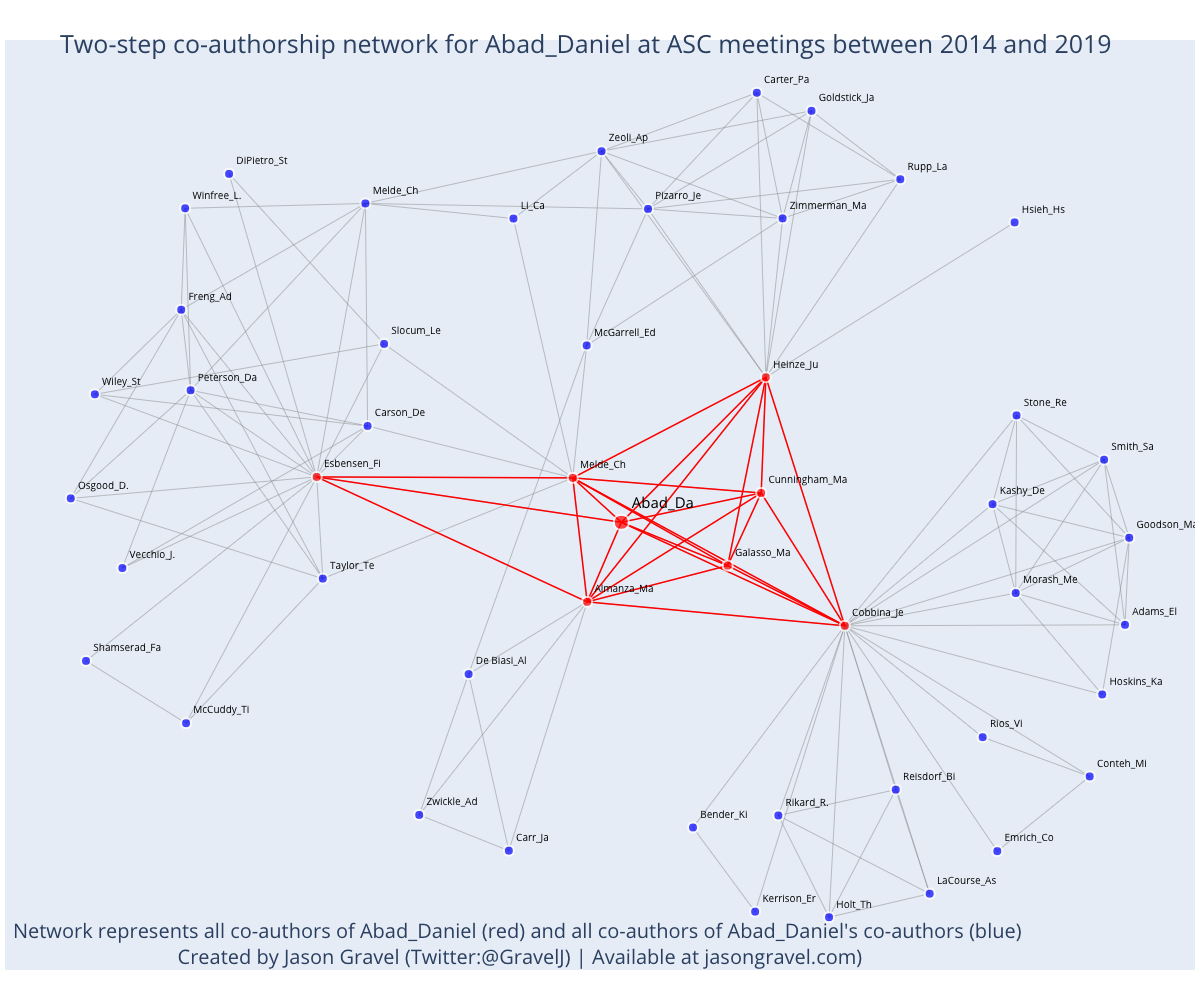 Two-step co-authorship network for Abad_Daniel at ASC meetings between 2014 and 2019
Carter_Pa
Goldstick_Ja
Zeoli_Ap
DiPietro_St
Rupp_La
Melde_Ch
Winfree_L.
Pizarro_Je
Li_Ca
Zimmerman_Ma
Hsieh_Hs
Freng_Ad
Slocum_Le
McGarrell_Ed
Heinze_Ju
Wiley_St
Peterson_Da
Carson_De
Stone_Re
Smith_Sa
Esbensen_Fi
Melde_Ch
Cunningham_Ma
Osgood_D.
Kashy_De
Abad_Da
Goodson_Ma
Vecchio_J.
Galasso_Ma
Taylor_Te
Morash_Me
Almanza_Ma
Cobbina_Je
Adams_El
Shamserad_Fa
De Biasi_Al
Hoskins_Ka
McCuddy_Ti
Rios_Vi
Conteh_Mi
Reisdorf_Bi
Zwickle_Ad
Rikard_R.
Bender_Ki
Carr_Ja
Emrich_Co
LaCourse_As
Kerrison_Er
Holt_Th
Network represents all co-authors of Abad_Daniel (red) and all co-authors of Abad_Daniel's co-authors (blue)
Created by Jason Gravel (Twitter:@GravelJ) | Available at jasongravel.com)